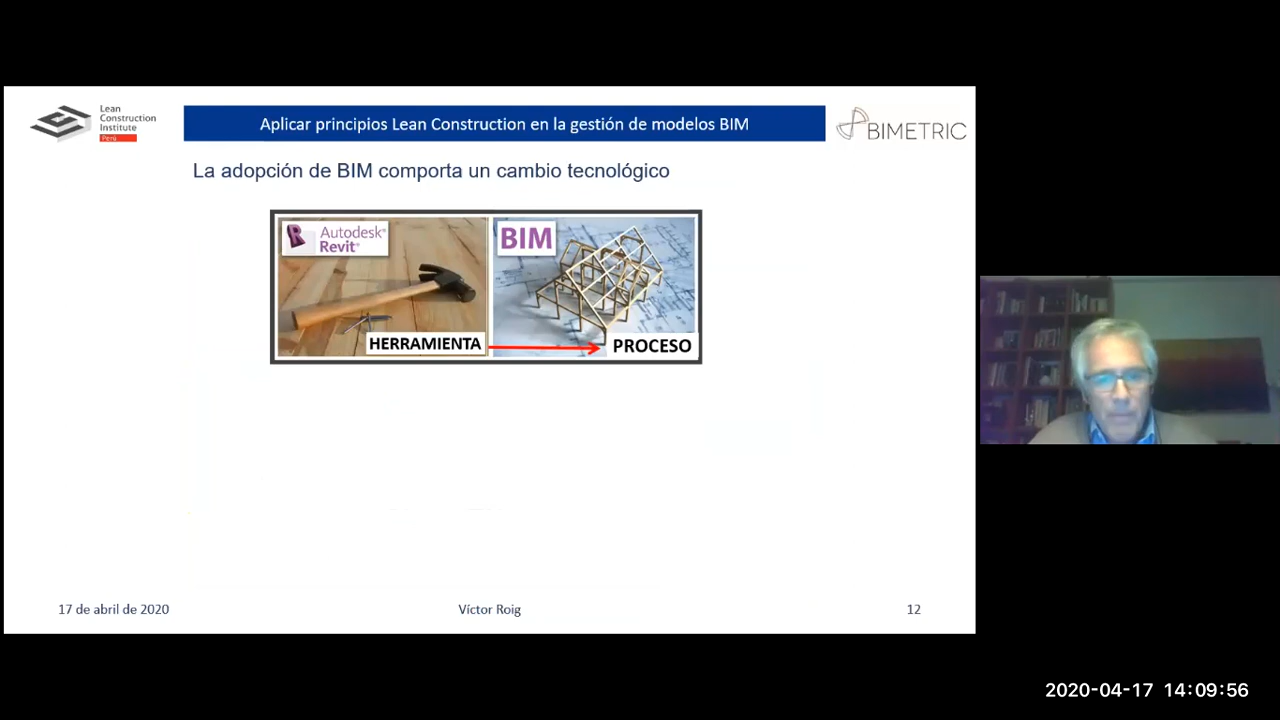 Lean
Construction
Institute
Perú
Aplicar principios Lean Construction en la gestión de modelos BIM
BIMETRIC
La adopción de BIM comporta un cambio tecnológico
R
Autodesk®
Revit®
BIM
HERRAMIENTA
PROCESO
17 de abril de 2020
Víctor Roig
12
2020-04-17 14:09:56